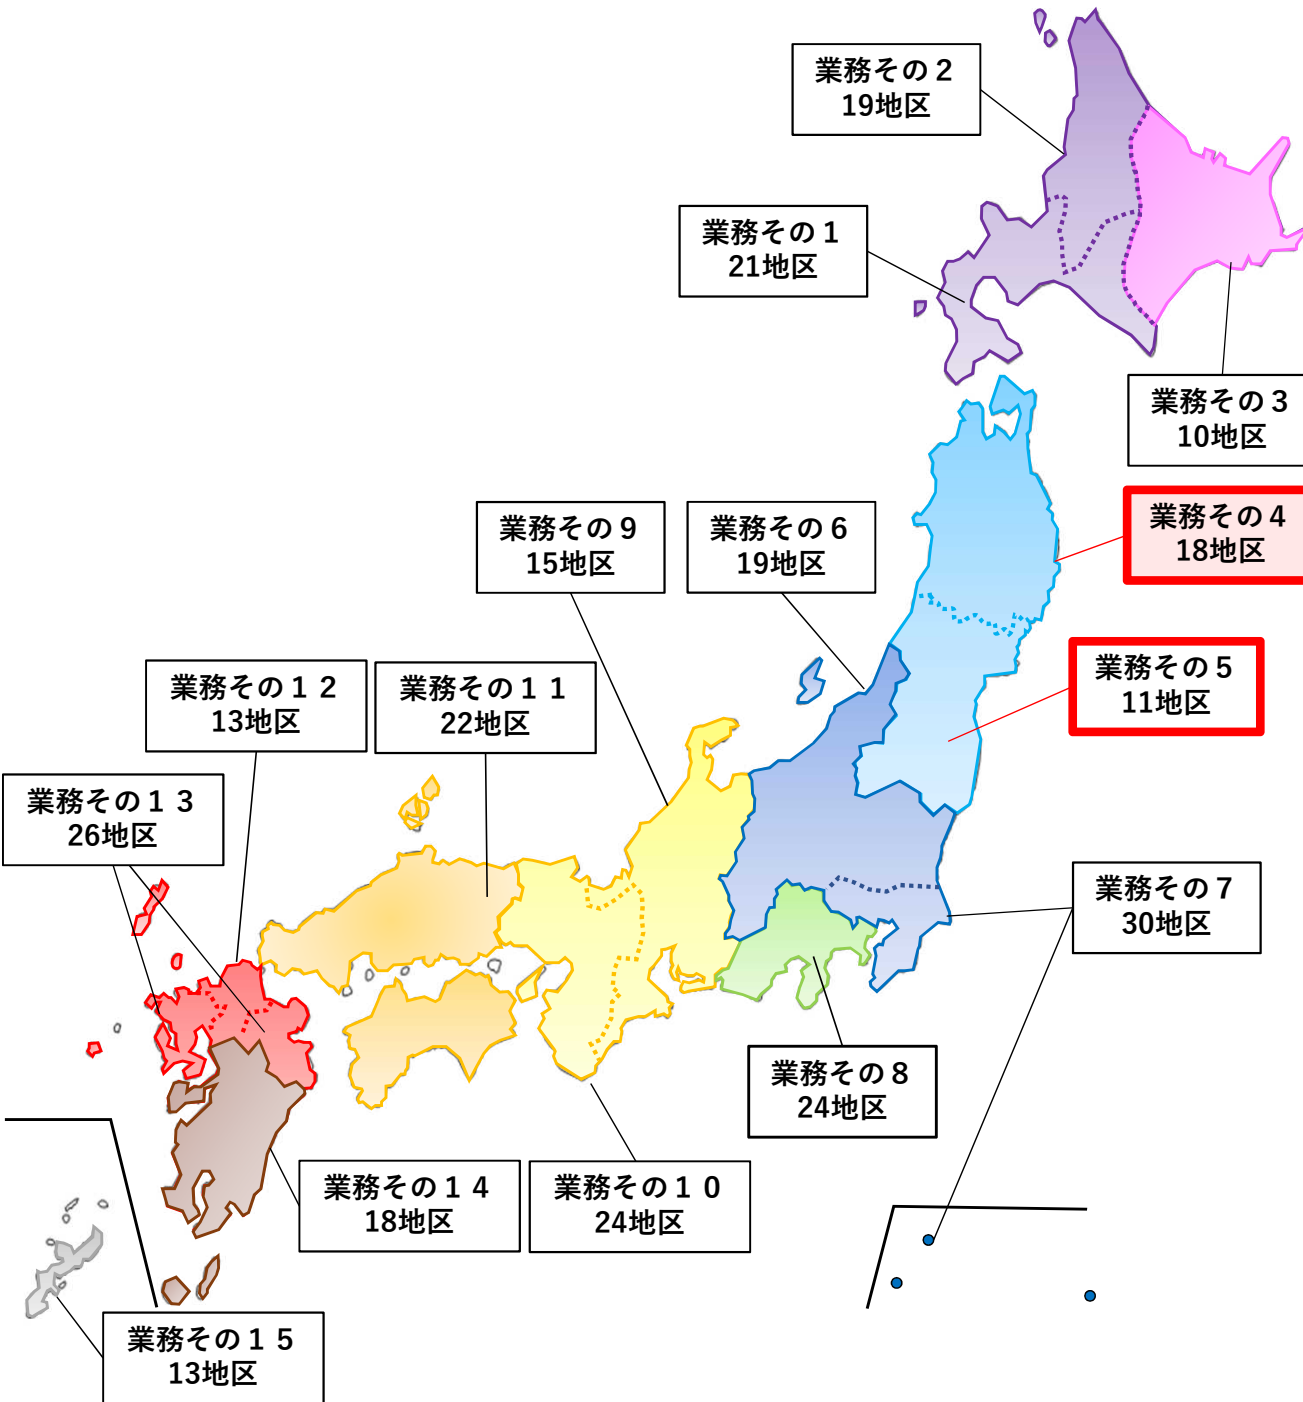 業務その２
19地区
業務その１
21地区
業務その３
10地区
業務その４
18地区
業務その９
15地区
業務その６
19地区
業務その５
11地区
業務その１２
13地区
業務その１１
22地区
業務その１３
26地区
業務その７
30地区
業務その８
24地区
業務その１４
18地区
業務その１０
24地区
業務その１５
13地区